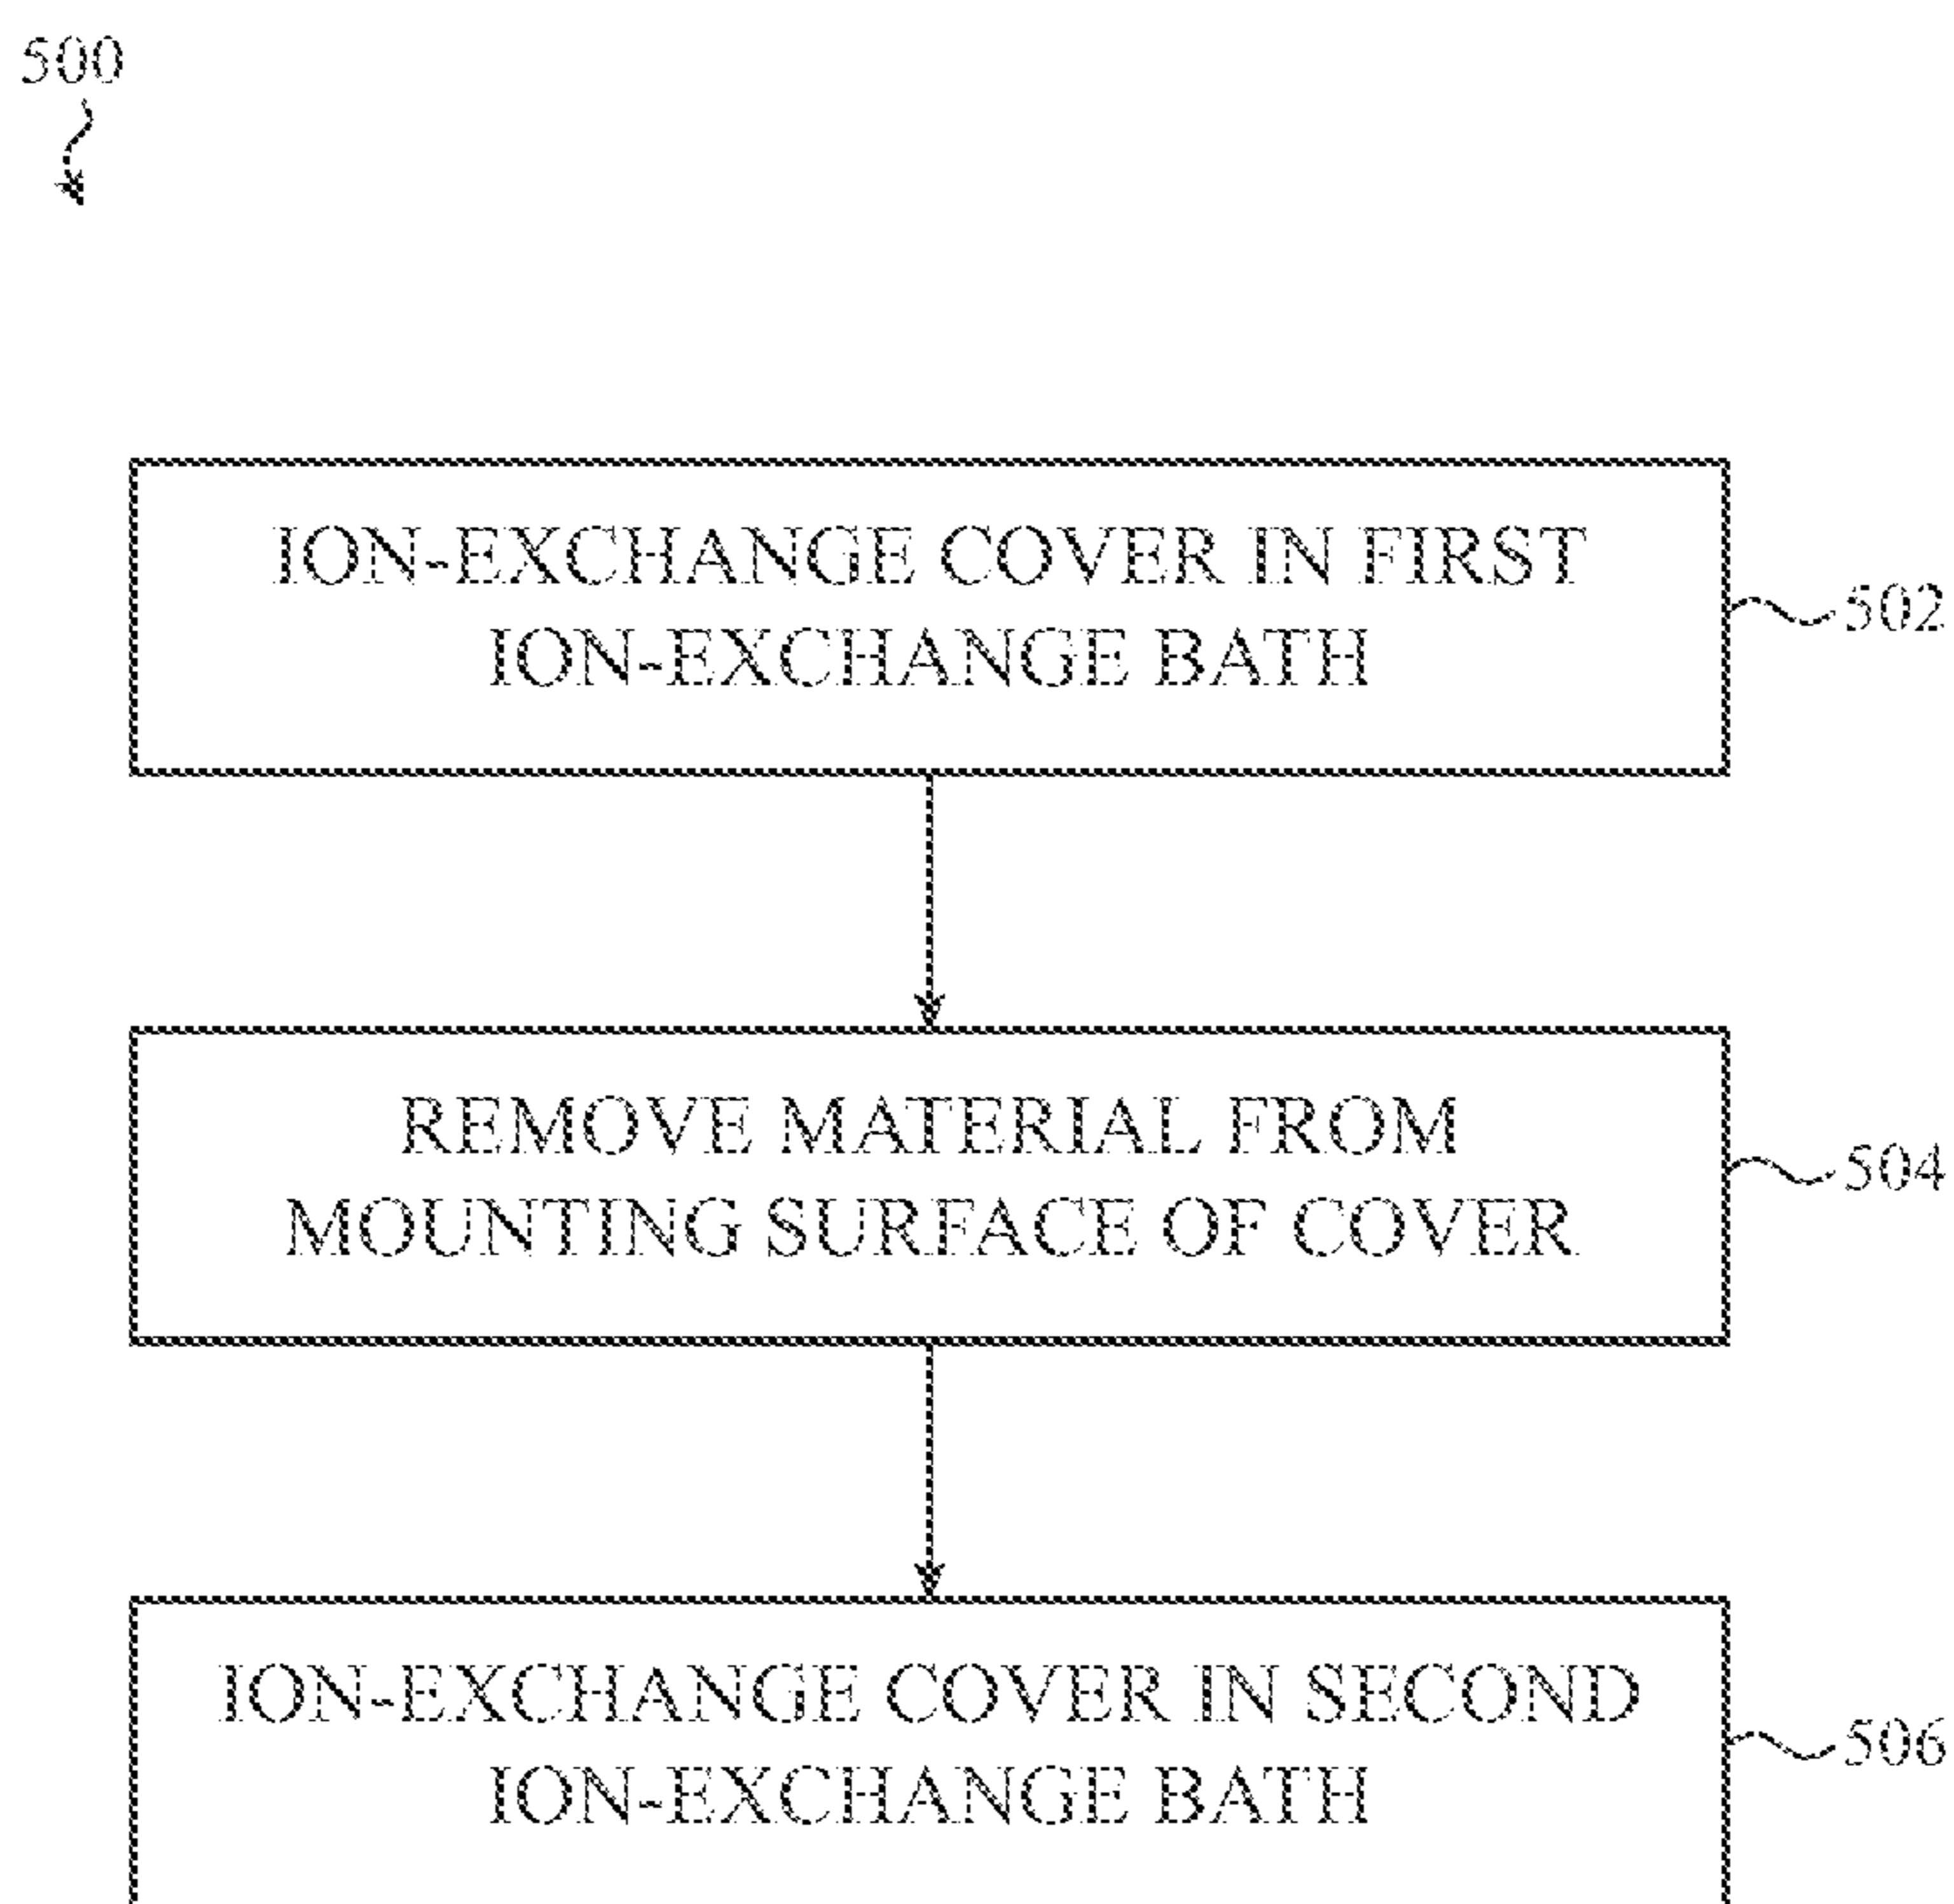 500
ION-EXCHANGE COVER IN FIRST
ION-EXCHANGE BATH
502
REMOVE MATERIAL FROM
MOUNTING SURFACE OF COVER
504
ION-EXCHANGE COVER IN SECOND
ION-EXCHANGE BATH
506